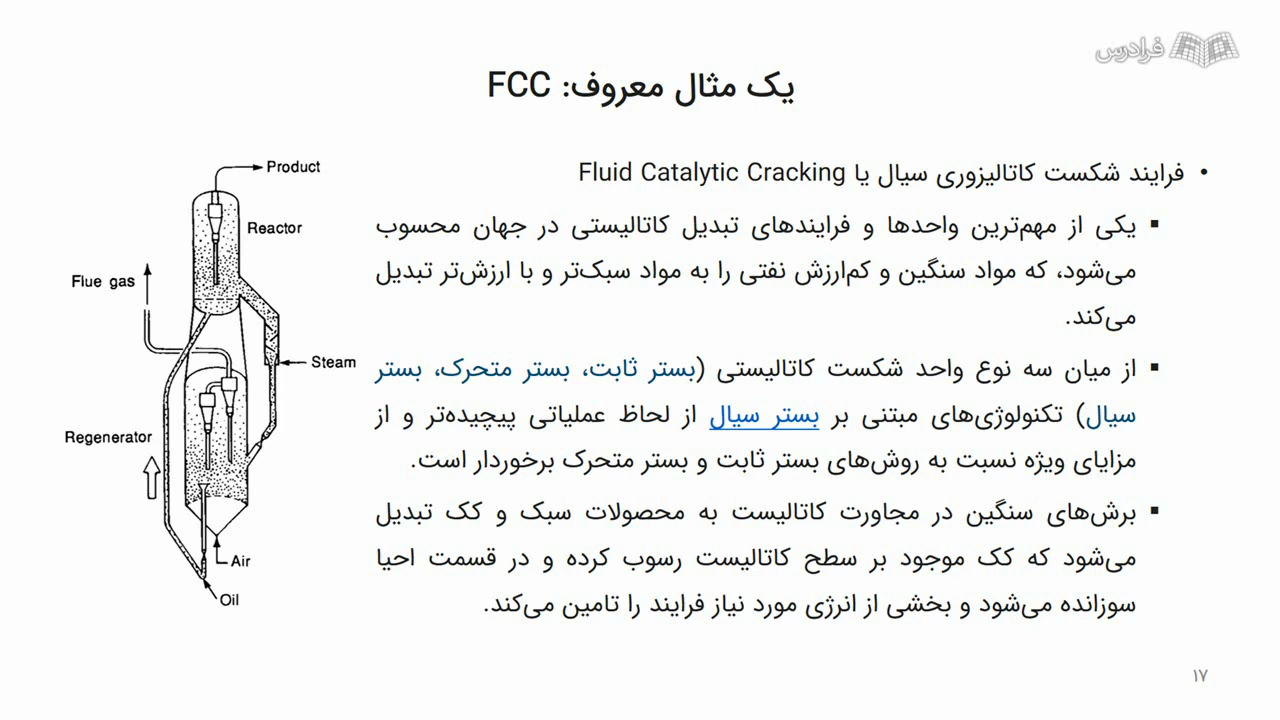 فرادرس
یک مثال معروف: FCC
• فرایند شکست کاتالیزوری سیال یا Fluid Catalytic Cracking
▪ یکی از مهم‌ترین واحدها و فرایندهای تبدیل کاتالیستی در جهان محسوب
می‌شود، که مواد سنگین و کم‌ارزش نفتی را به مواد سبک‌تر و با ارزش‌تر تبدیل
می‌کند.
▪ از میان سه نوع واحد شکست کاتالیستی (بستر ثابت، بستر متحرک، بستر
سیال) تکنولوژی‌های مبتنی بر بستر سیال از لحاظ عملیاتی پیچیده‌تر و از
مزایای ویژه نسبت به روش‌های بستر ثابت و بستر متحرک برخوردار است.
▪ برش‌های سنگین در مجاورت کاتالیست به محصولات سبک و کک تبدیل
می‌شود که کک موجود بر سطح کاتالیست رسوب کرده و در قسمت احیا
سوزانده می‌شود و بخشی از انرژی مورد نیاز فرایند را تامین می‌کند.
Product
Reactor
Flue gas
Steam
Regenerator
Air
Oil
۱۷